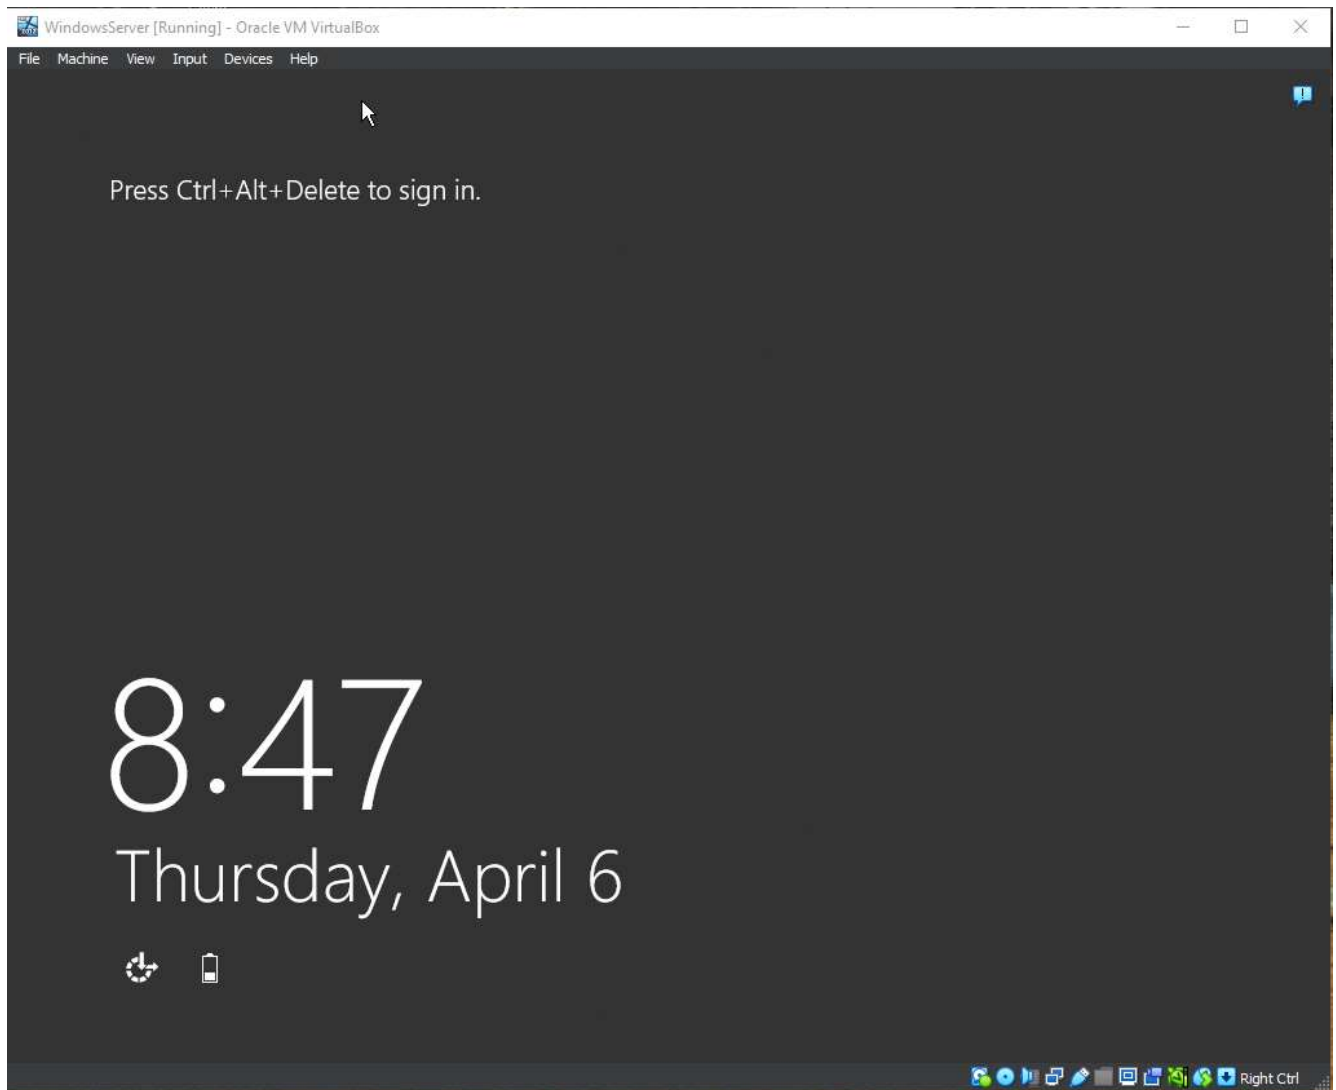 WindowsServer [Running] - Oracle VM VirtualBox
File Machine View Input Devices Help
Press Ctrl+Alt+Delete to sign in.
8:47
Thursday, April 6
Right Ctrl